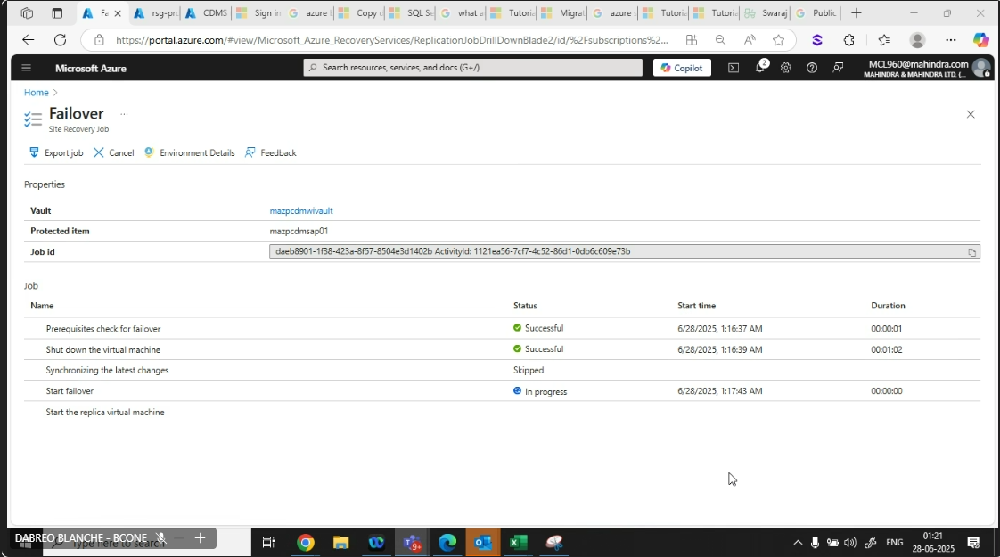 Fa
rsg-pro
CDMS
Sign in
azure b
Copy d
SQL Se
what a
Tutoria
Migrat
azure s
Tutoria
Tutoria
Swaraj
Public
https://portal.azure.com/#view/Microsoft_Azure_RecoveryServices/ReplicationJobDrillDownBlade2/id/%2Fsubscriptions%2...
Microsoft Azure
Search resources, services, and docs (G+/)
Copilot
2
MCL960@mahindra.com
MAHINDRA & MAHINDRA LTD. (...
Home >
Failover ...
Site Recovery Job
Export job Cancel Environment Details Feedback
Properties
Vault mazpcdmwivault
Protected item mazpcdmsap01
Job id daeb8901-1f38-423a-8f57-8504e3d1402b ActivityId: 1121ea56-7cf7-4c52-86d1-0db6c609e73b
Job
Name Status Start time Duration
Prerequisites check for failover Successful 6/28/2025, 1:16:37 AM 00:00:01
Shut down the virtual machine Successful 6/28/2025, 1:16:39 AM 00:01:02
Synchronizing the latest changes Skipped
Start failover In progress 6/28/2025, 1:17:43 AM 00:00:00
Start the replica virtual machine
DABREO BLANCHE - BCONE
Type here to search
9+
ENG
01:21
28-06-2025